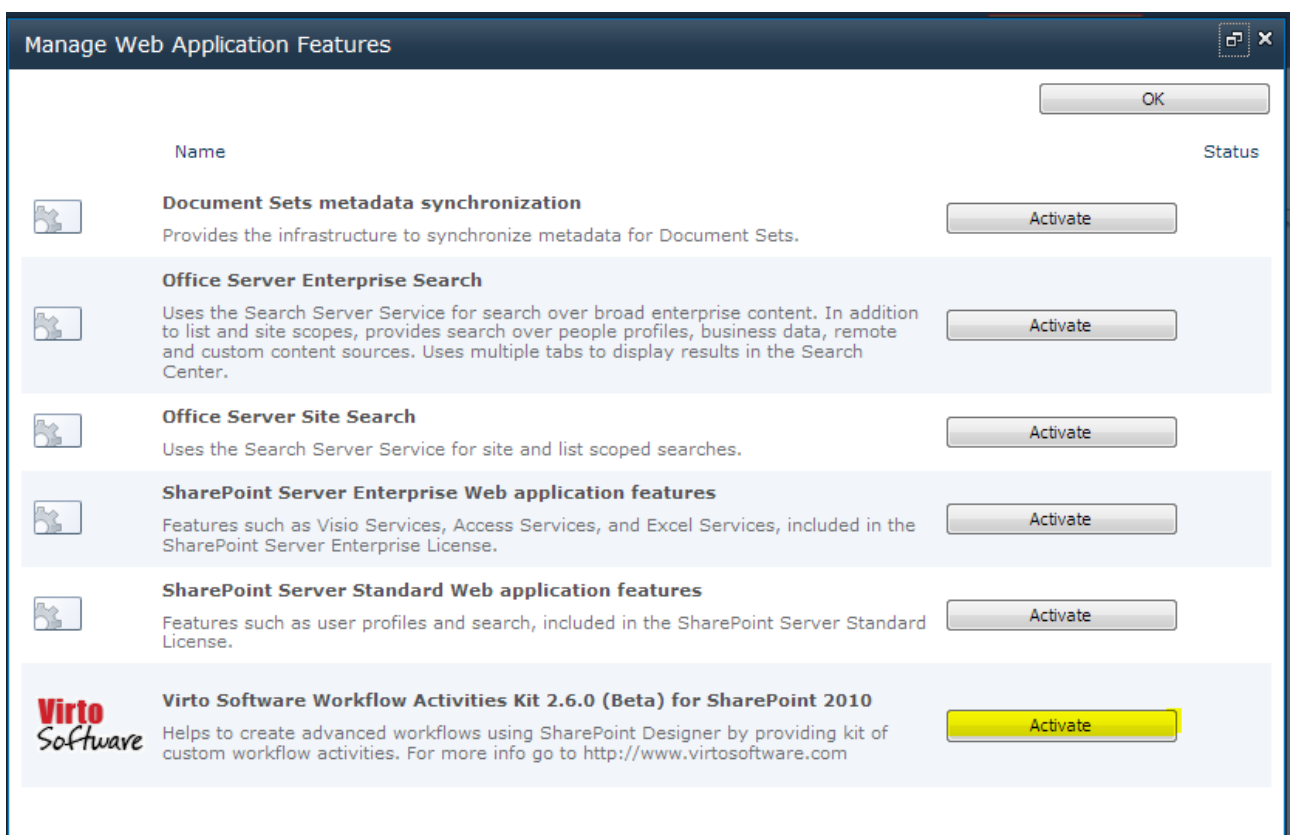 Manage Web Application Features
OK
Name Status
Document Sets metadata synchronization
Provides the infrastructure to synchronize metadata for Document Sets.
Activate
Office Server Enterprise Search
Uses the Search Server Service for search over broad enterprise content. In addition
to list and site scopes, provides search over people profiles, business data, remote
and custom content sources. Uses multiple tabs to display results in the Search
Center.
Activate
Office Server Site Search
Uses the Search Server Service for site and list scoped searches.
Activate
SharePoint Server Enterprise Web application features
Features such as Visio Services, Access Services, and Excel Services, included in the
SharePoint Server Enterprise License.
Activate
SharePoint Server Standard Web application features
Features such as user profiles and search, included in the SharePoint Server Standard
License.
Activate
Virto
Software
Virto Software Workflow Activities Kit 2.6.0 (Beta) for SharePoint 2010
Helps to create advanced workflows using SharePoint Designer by providing kit of
custom workflow activities. For more info go to http://www.virtosoftware.com
Activate